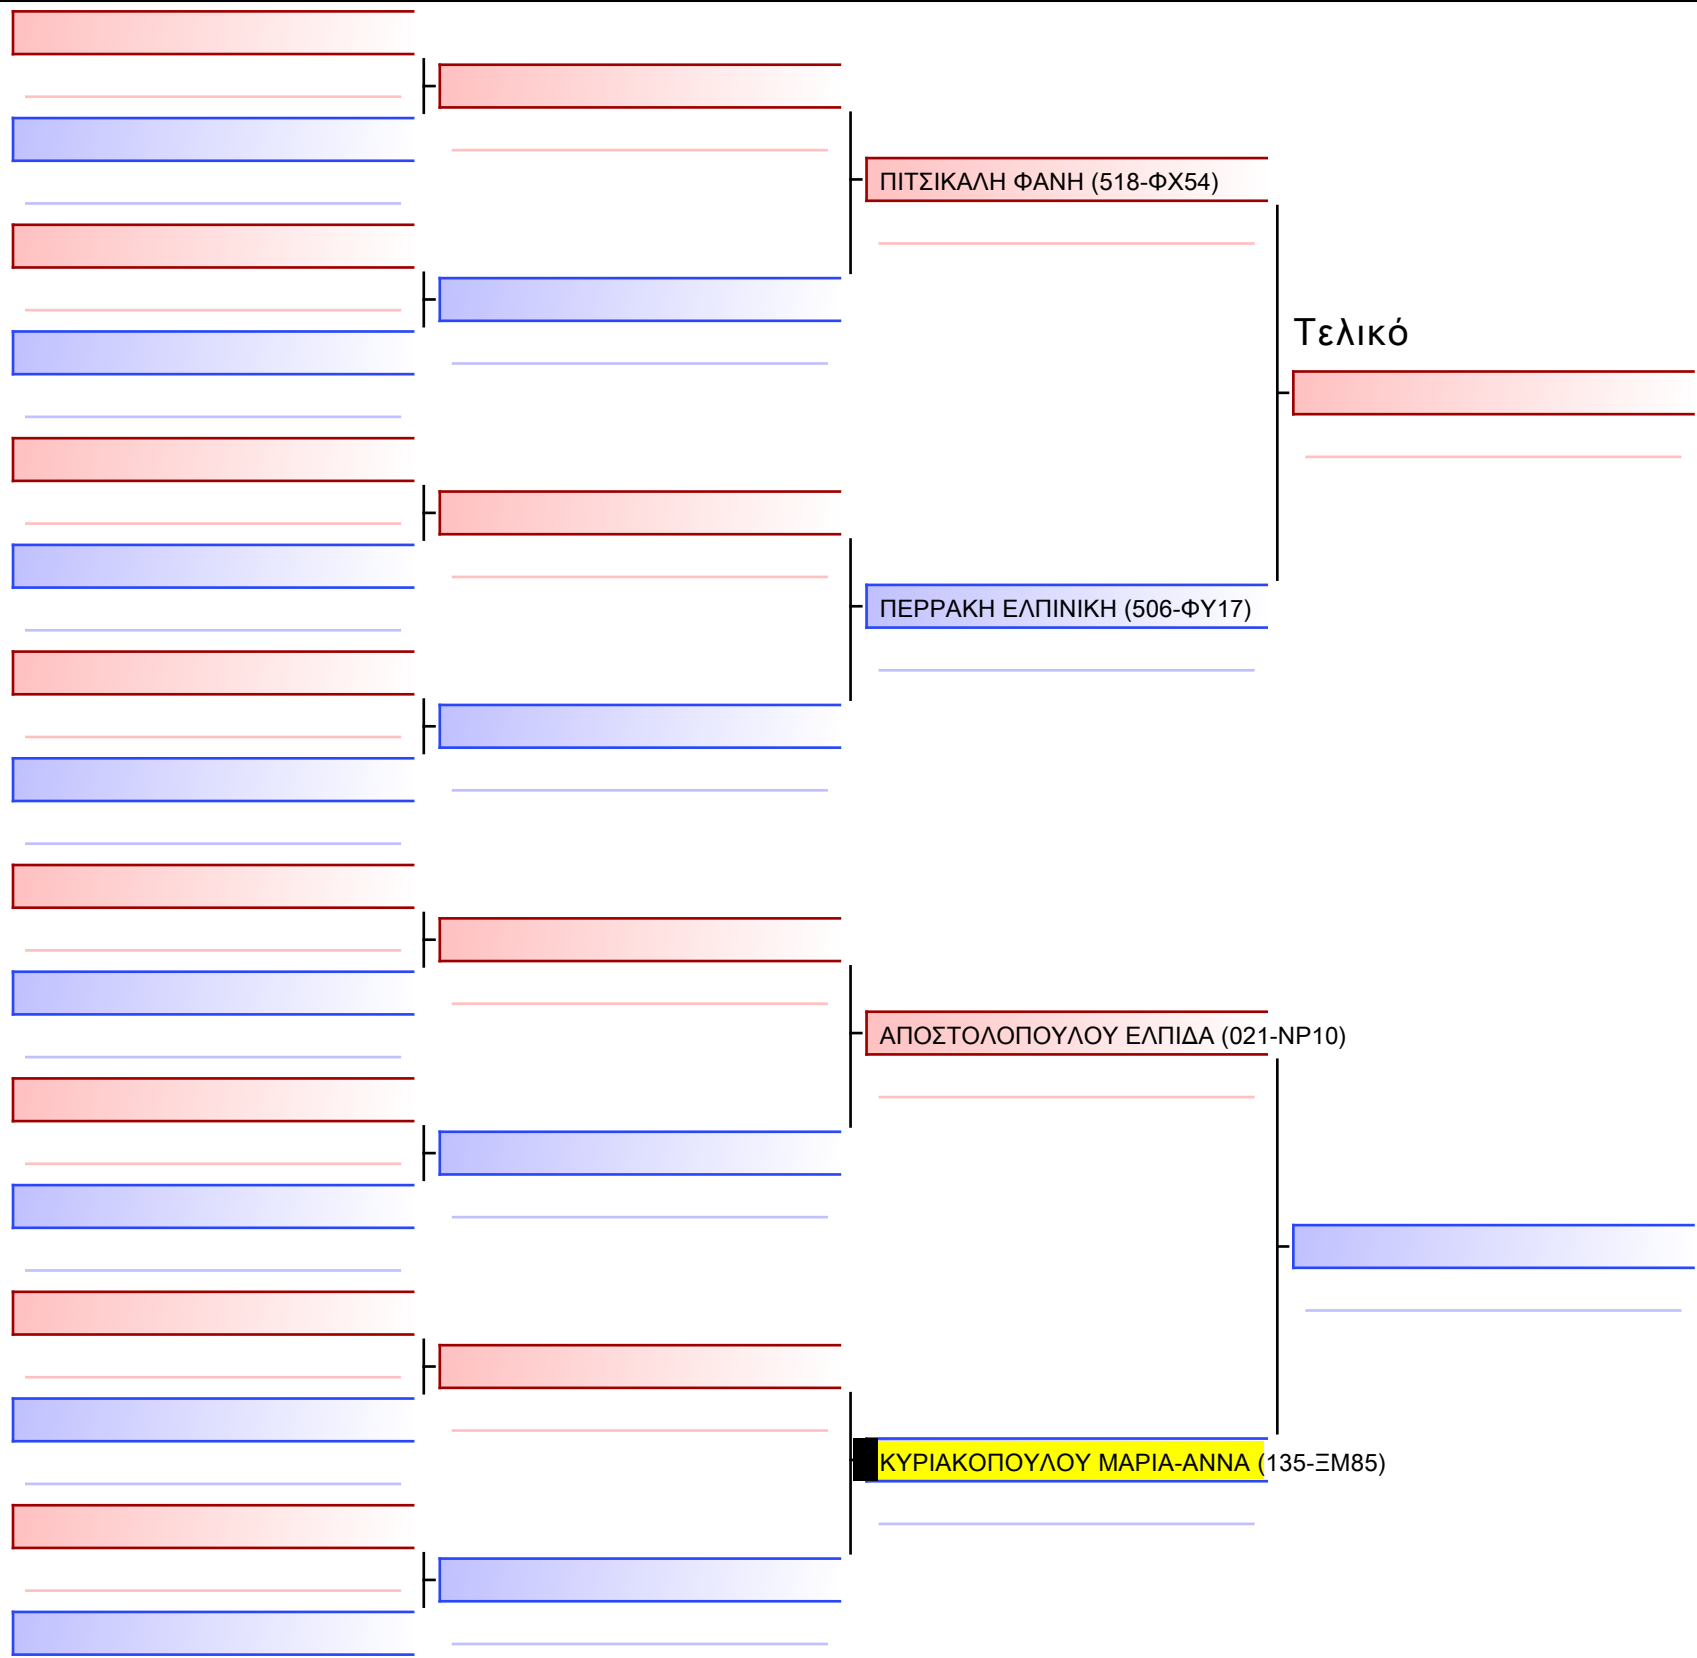 ΠΙΤΣΙΚΑΛΗ ΦΑΝΗ (518-ΦΧ54)
Τελικό
ΠΕΡΡΑΚΗ ΕΛΠΙΝΙΚΗ (506-ΦΥ17)
ΑΠΟΣΤΟΛΟΠΟΥΛΟΥ ΕΛΠΙΔΑ (021-ΝΡ10)
ΚΥΡΙΑΚΟΠΟΥΛΟΥ ΜΑΡΙΑ-ΑΝΝΑ (135-ΞΜ85)